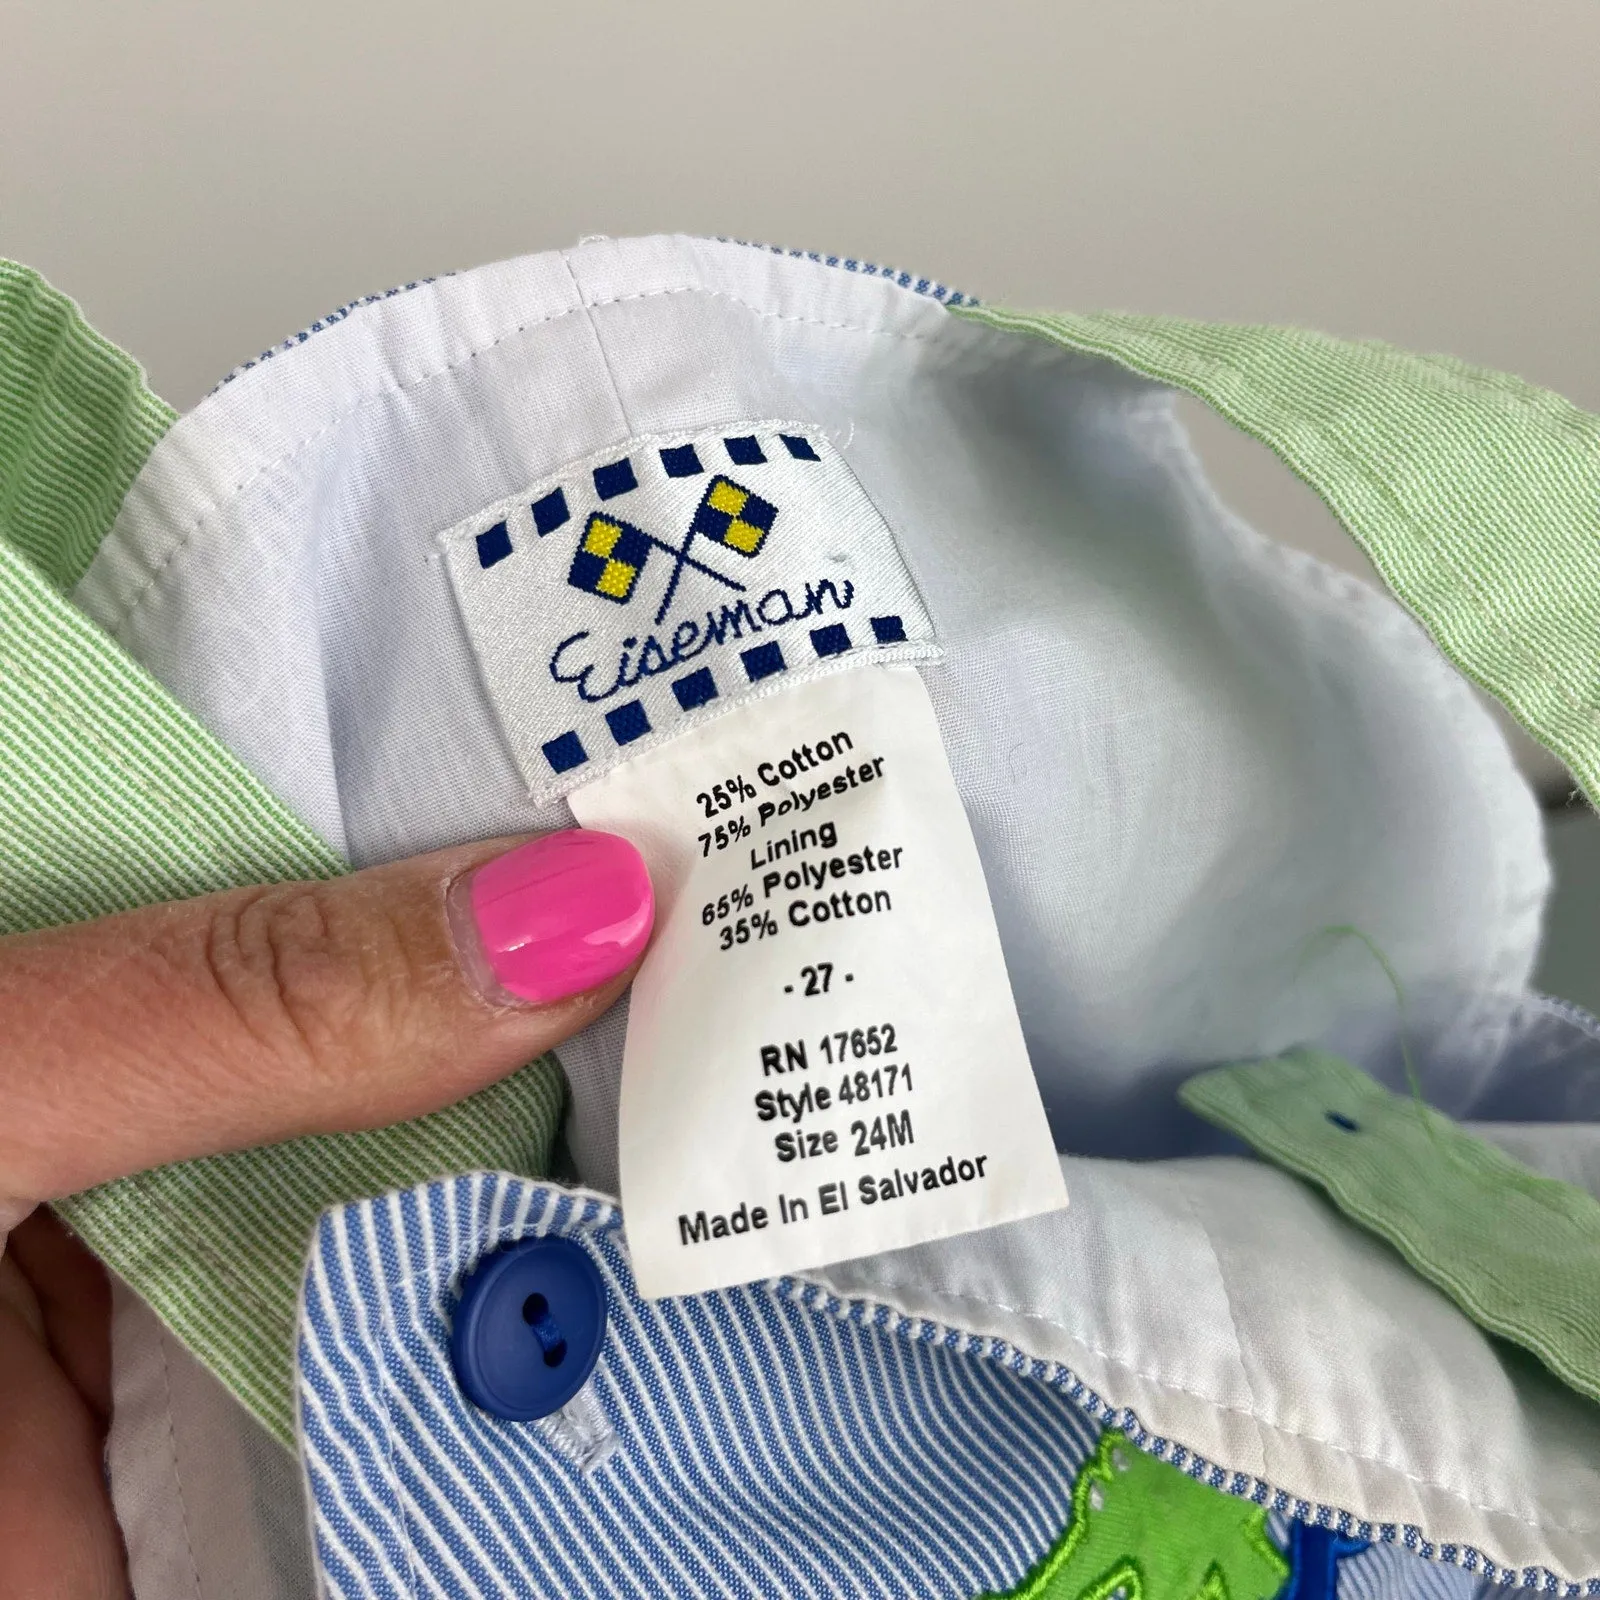 Eiseman
25% Cotton
75% Polyester
Lining
65% Polyester
35% Cotton
- 27 -
RN 17652
Style 48171
Size 24M
Made In El Salvador